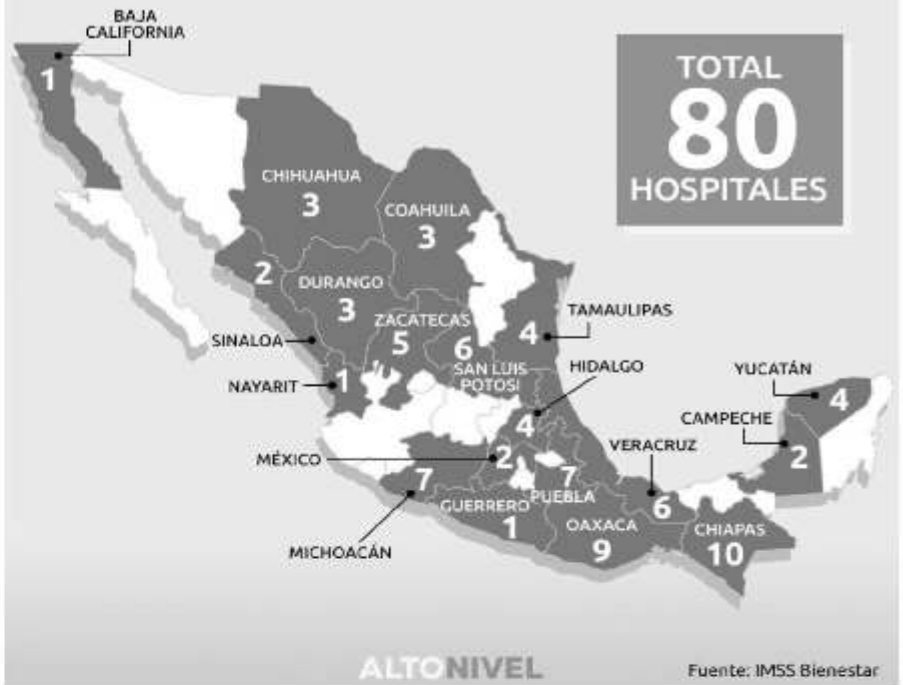 BAJA
CALIFORNIA
1
TOTAL
80
HOSPITALES
CHIHUAHUA
3
COAHUILA
3
2
DURANGO
3
SINALOA
ZACATECAS
5
6
SAN LUIS
POTOSI
TAMAULIPAS
4
NAYARIT
1
HIDALGO
4
YUCATÁN
4
CAMPECHE
2
MÉXICO
2
VERACRUZ
6
7
MICHOACÁN
GUERRERO
1
7
PUEBLA
OAXACA
9
CHIAPAS
10
ALTONIVEL
Fuente: IMSS Bienestar